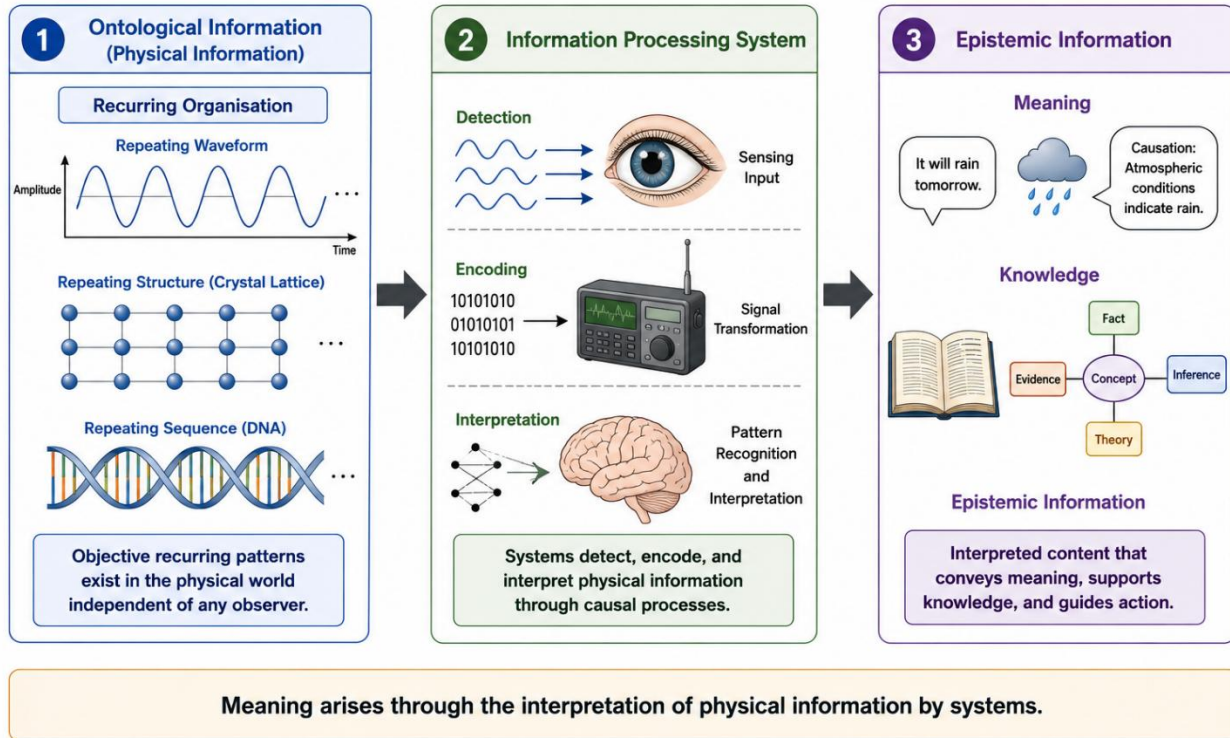 1 Ontological Information
(Physical Information)
Recurring Organisation
Repeating Waveform
Amplitude
...
Time
Repeating Structure (Crystal Lattice)
...
Repeating Sequence (DNA)
...
Objective recurring patterns
exist in the physical world
independent of any observer.
2 Information Processing System
Detection
Sensing
Input
Encoding
10101010
01010101
10101010
Signal
Transformation
Interpretation
Pattern
Recognition
and
Interpretation
Systems detect, encode, and
interpret physical information
through causal processes.
3 Epistemic Information
Meaning
It will rain
tomorrow.
Causation:
Atmospheric
conditions
indicate rain.
Knowledge
Fact
Evidence
Concept
Inference
Theory
Epistemic Information
Interpreted content that
conveys meaning, supports
knowledge, and guides action.
Meaning arises through the interpretation of physical information by systems.